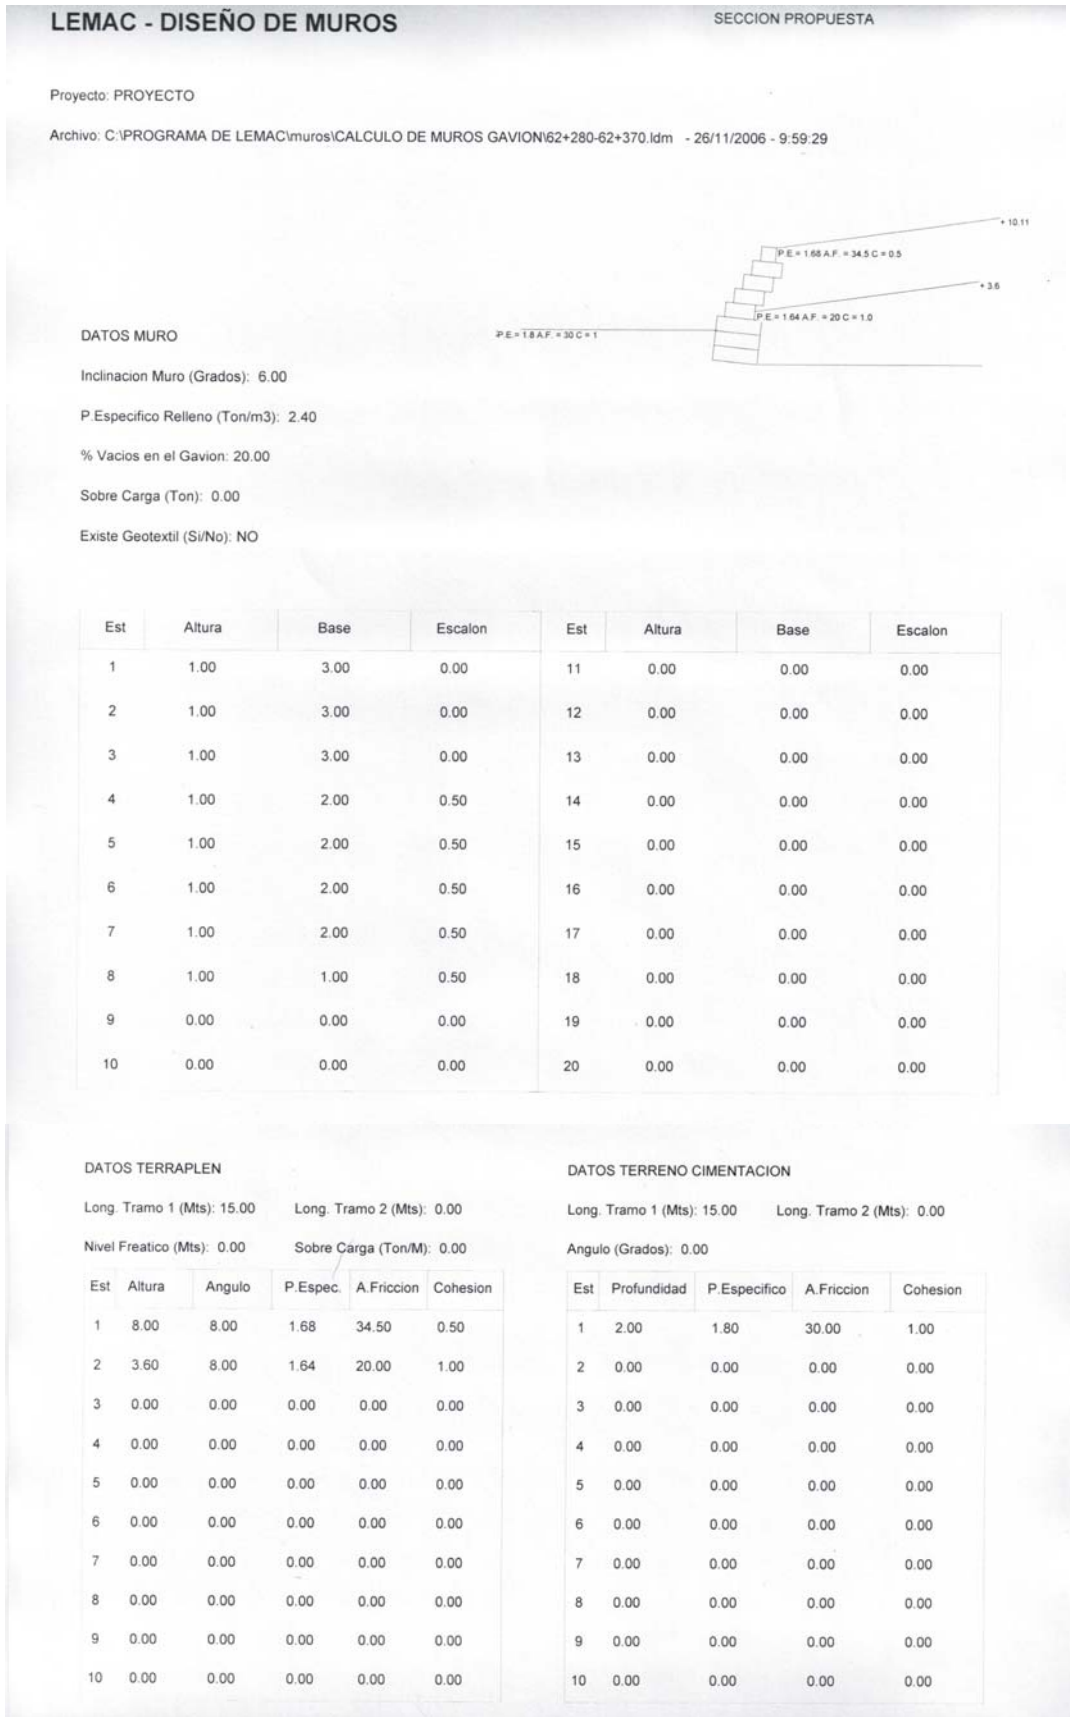 LEMAC - DISEÑO DE MUROS
SECCION PROPUESTA
Proyecto: PROYECTO
Archivo: C:\PROGRAMA DE LEMAC\muros\CALCULO DE MUROS GAVION\62+280-62+370.ldm - 26/11/2006 - 9:59:29
+ 10.11
P.E.= 1.68 A.F. = 34.5 C = 0.5
+ 3.6
P.E.= 1.64 A.F. = 20 C = 1.0
P.E.= 1.8 A.F. = 30 C = 1
DATOS MURO
Inclinacion Muro (Grados): 6.00
P.Especifico Relleno (Ton/m3): 2.40
% Vacios en el Gavion: 20.00
Sobre Carga (Ton): 0.00
Existe Geotextil (Si/No): NO
Est Altura Base Escalon Est Altura Base Escalon
1 1.00 3.00 0.00 11 0.00 0.00 0.00
2 1.00 3.00 0.00 12 0.00 0.00 0.00
3 1.00 3.00 0.00 13 0.00 0.00 0.00
4 1.00 2.00 0.50 14 0.00 0.00 0.00
5 1.00 2.00 0.50 15 0.00 0.00 0.00
6 1.00 2.00 0.50 16 0.00 0.00 0.00
7 1.00 2.00 0.50 17 0.00 0.00 0.00
8 1.00 1.00 0.50 18 0.00 0.00 0.00
9 0.00 0.00 0.00 19 0.00 0.00 0.00
10 0.00 0.00 0.00 20 0.00 0.00 0.00
DATOS TERRAPLEN
Long. Tramo 1 (Mts): 15.00 Long. Tramo 2 (Mts): 0.00
Nivel Freatico (Mts): 0.00 Sobre Carga (Ton/M): 0.00
Est Altura Angulo P.Espec. A.Friccion Cohesion
1 8.00 8.00 1.68 34.50 0.50
2 3.60 8.00 1.64 20.00 1.00
3 0.00 0.00 0.00 0.00 0.00
4 0.00 0.00 0.00 0.00 0.00
5 0.00 0.00 0.00 0.00 0.00
6 0.00 0.00 0.00 0.00 0.00
7 0.00 0.00 0.00 0.00 0.00
8 0.00 0.00 0.00 0.00 0.00
9 0.00 0.00 0.00 0.00 0.00
10 0.00 0.00 0.00 0.00 0.00
DATOS TERRENO CIMENTACION
Long. Tramo 1 (Mts): 15.00 Long. Tramo 2 (Mts): 0.00
Angulo (Grados): 0.00
Est Profundidad P.Especifico A.Friccion Cohesion
1 2.00 1.80 30.00 1.00
2 0.00 0.00 0.00 0.00
3 0.00 0.00 0.00 0.00
4 0.00 0.00 0.00 0.00
5 0.00 0.00 0.00 0.00
6 0.00 0.00 0.00 0.00
7 0.00 0.00 0.00 0.00
8 0.00 0.00 0.00 0.00
9 0.00 0.00 0.00 0.00
10 0.00 0.00 0.00 0.00